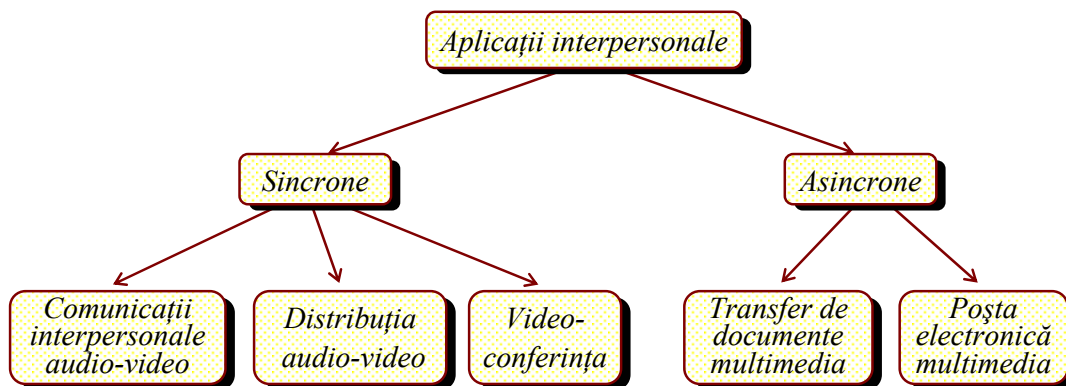 Aplicații interpersonale
Sincrone
Asincrone
Comunicații
interpersonale
audio-video
Distribuția
audio-video
Video-
conferința
Transfer de
documente
multimedia
Poşta
electronică
multimedia